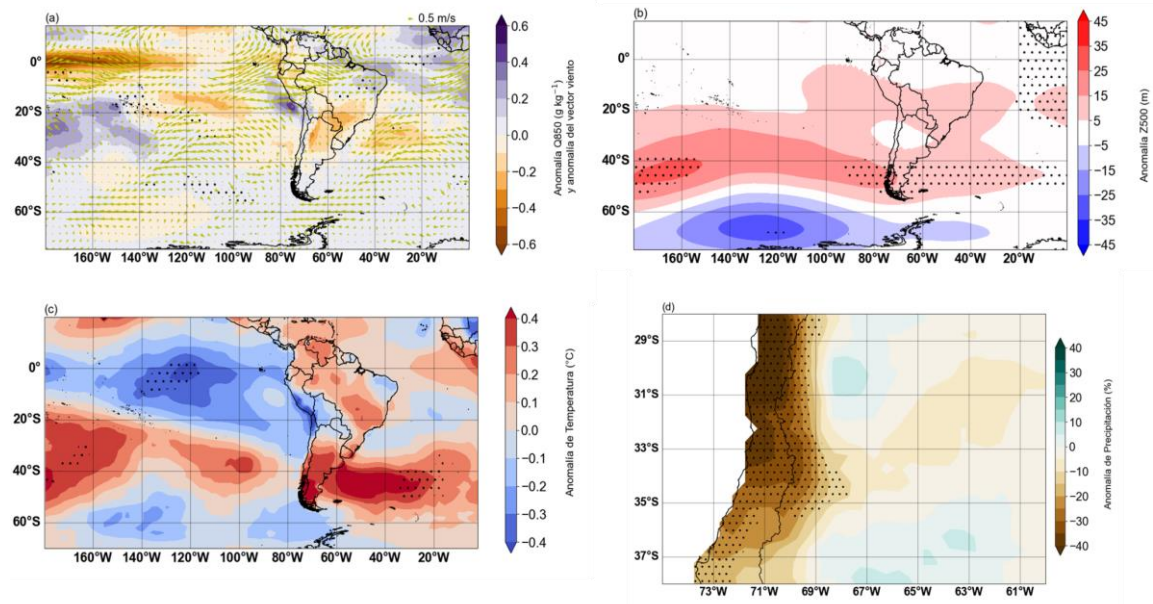 (a)
0.5 m/s
0°
20°S
40°S
60°S
160°W 140°W 120°W 100°W 80°W 60°W 40°W 20°W
0.6
0.4
0.2
0.0
−0.2
−0.4
−0.6
Anomalía Q850 (g kg⁻¹)
y anomalía del vector viento
(b)
0°
20°S
40°S
60°S
160°W 140°W 120°W 100°W 80°W 60°W 40°W 20°W
45
35
25
15
5
−5
−15
−25
−35
−45
Anomalía Z500 (m)
(c)
0°
20°S
40°S
60°S
160°W 140°W 120°W 100°W 80°W 60°W 40°W 20°W
0.4
0.3
0.2
0.1
0.0
−0.1
−0.2
−0.3
−0.4
Anomalía de Temperatura (°C)
(d)
29°S
31°S
33°S
35°S
37°S
73°W 71°W 69°W 67°W 65°W 63°W 61°W
40
30
20
10
0
−10
−20
−30
−40
Anomalía de Precipitación (%)